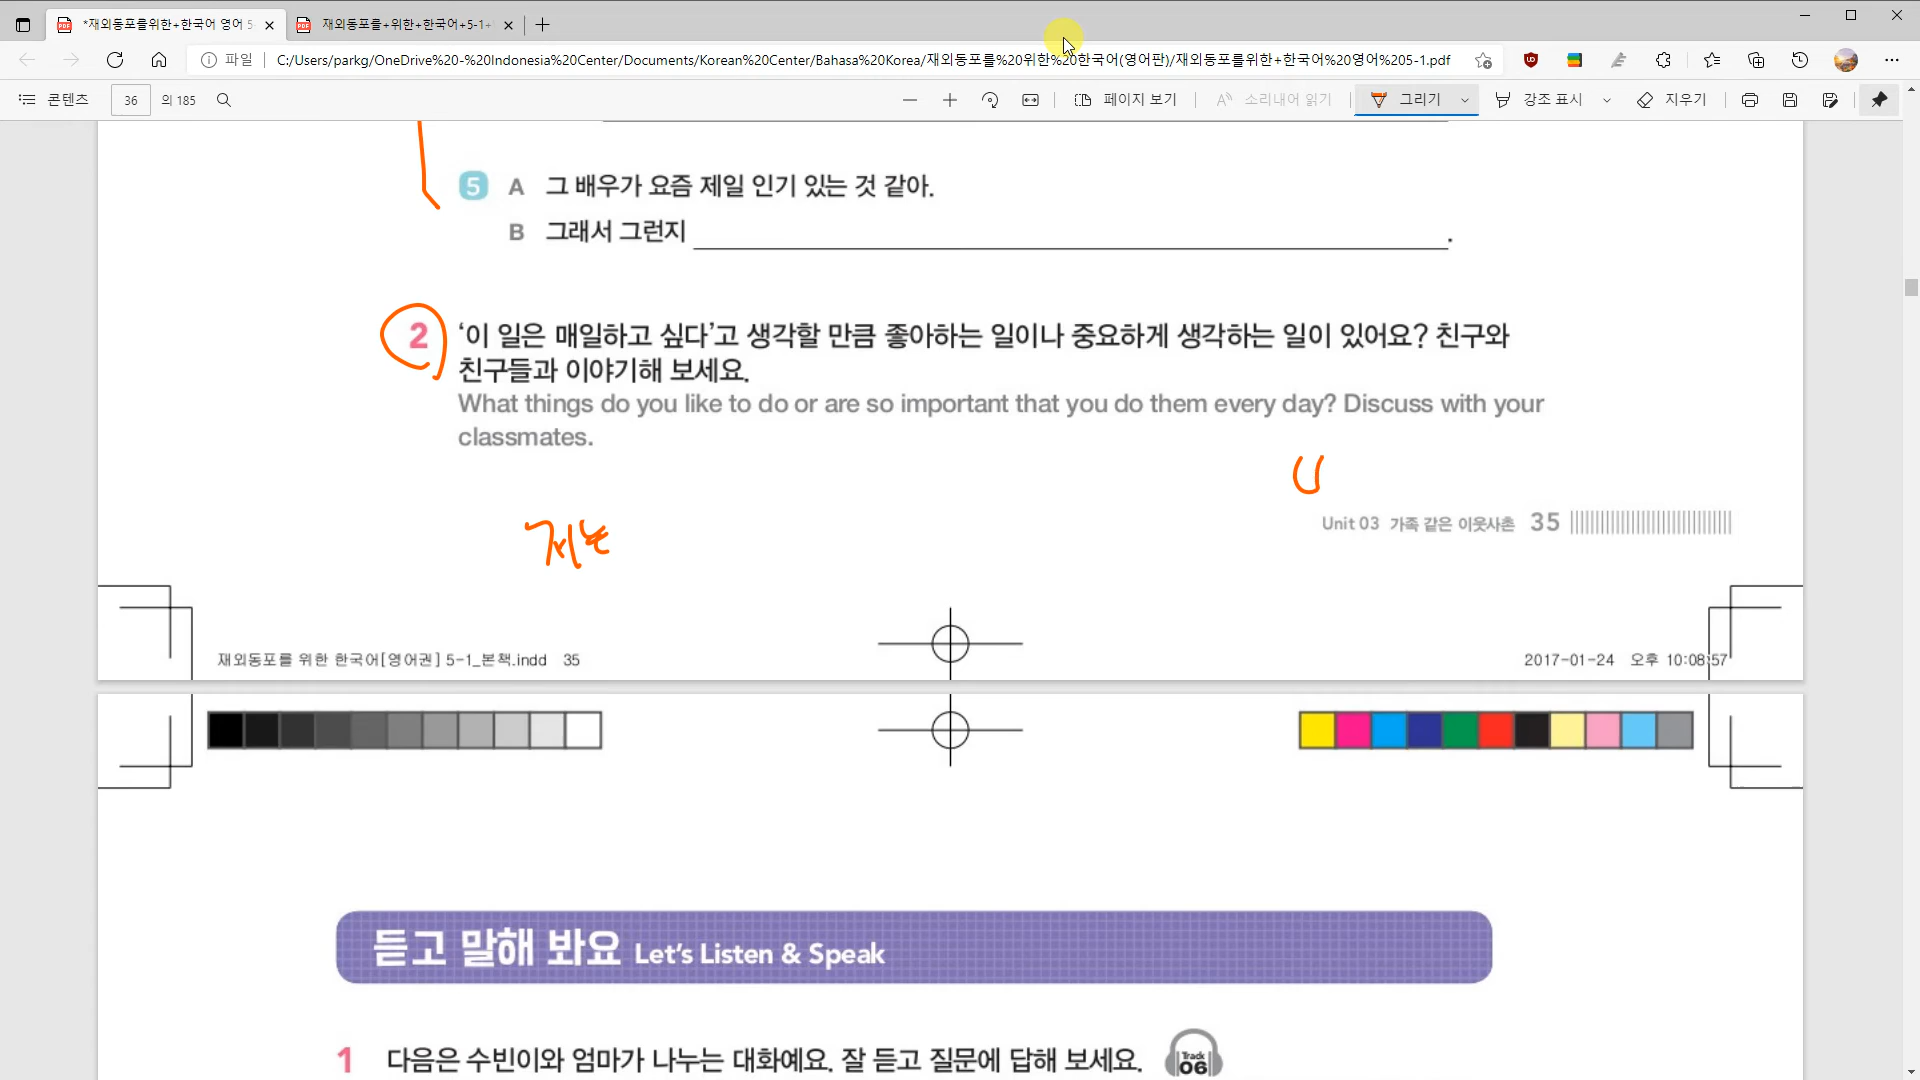 *재외동포를위한+한국어 영어 5
재외동포를+위한+한국어+5-1+
파일 C:/Users/parkg/OneDrive%20-%20Indonesia%20Center/Documents/Korean%20Center/Bahasa%20Korea/재외동포를%20위한%20한국어(영어판)/재외동포를위한+한국어%20영어%205-1.pdf
콘텐츠 36 의 185 페이지 보기 소리내어 읽기 그리기 강조 표시 지우기
5 A 그 배우가 요즘 제일 인기 있는 것 같아.
B 그래서 그런지 .
2 ‘이 일은 매일하고 싶다’고 생각할 만큼 좋아하는 일이나 중요하게 생각하는 일이 있어요? 친구와
친구들과 이야기해 보세요.
What things do you like to do or are so important that you do them every day? Discuss with your
classmates.
Unit 03 가족 같은 이웃사촌 35
저는
재외동포를 위한 한국어[영어권] 5-1_본책.indd 35
2017-01-24 오후 10:08:57
듣고 말해 봐요 Let's Listen & Speak
1 다음은 수빈이와 엄마가 나누는 대화예요. 잘 듣고 질문에 답해 보세요.
Track
06